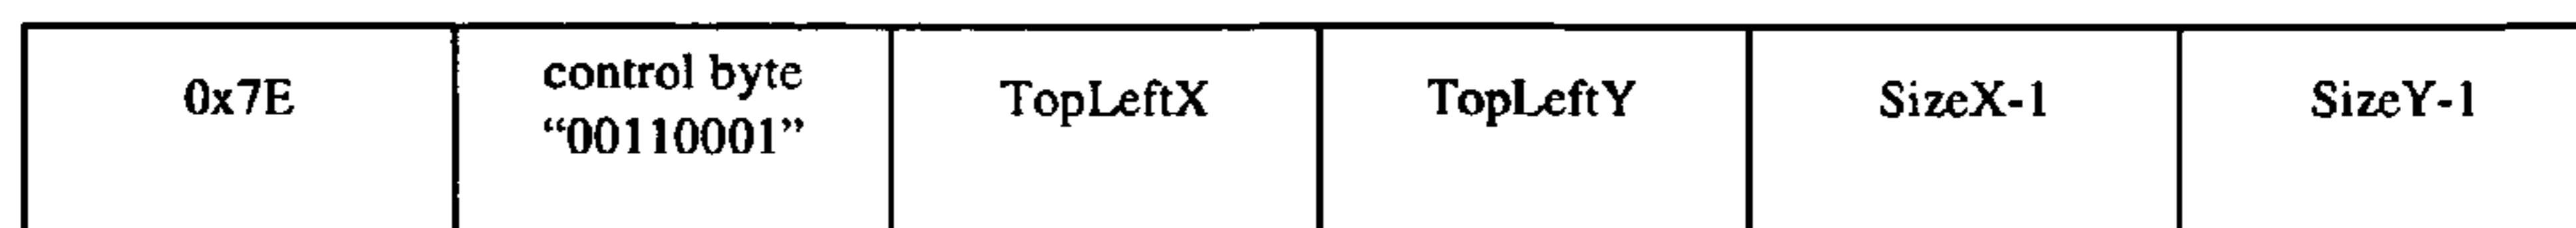 0x7E
control byte
“00110001”
TopLeftX
TopLeftY
SizeX-1
SizeY-1